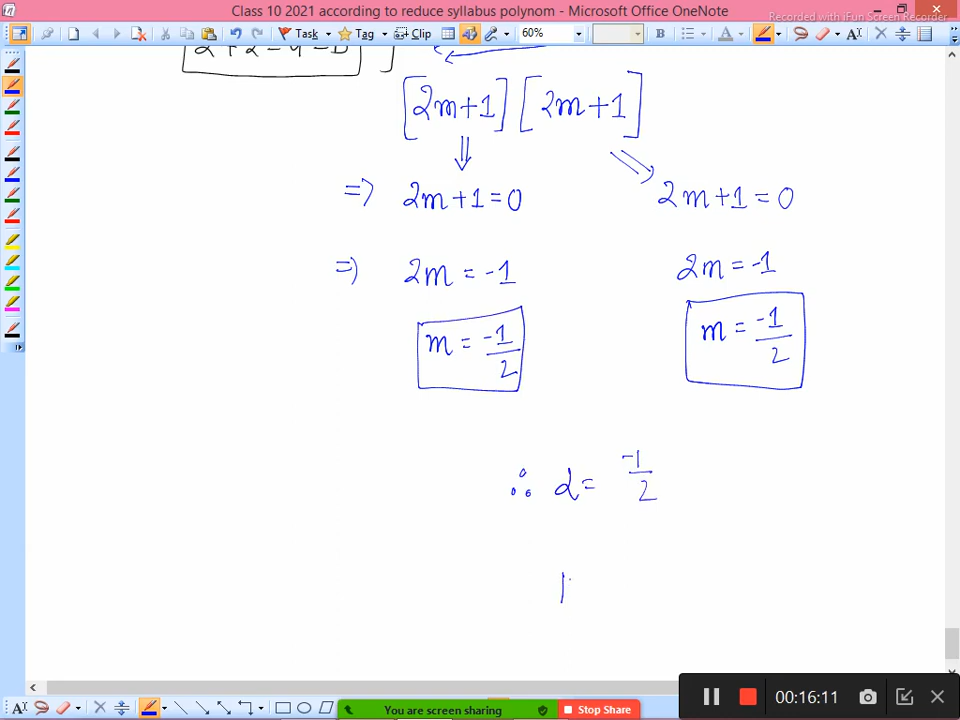 Class 10 2021 according to reduce syllabus polynom - Microsoft Office OneNote
Recorded with iFun Screen Recorder
Task Tag Clip 60% B
[2m+1] [2m+1]
=> 2m+1=0 2m+1=0
=> 2m = -1 2m = -1
m = -1/2 m = -1/2
∴ α = -1/2
You are screen sharing Stop Share
00:16:11